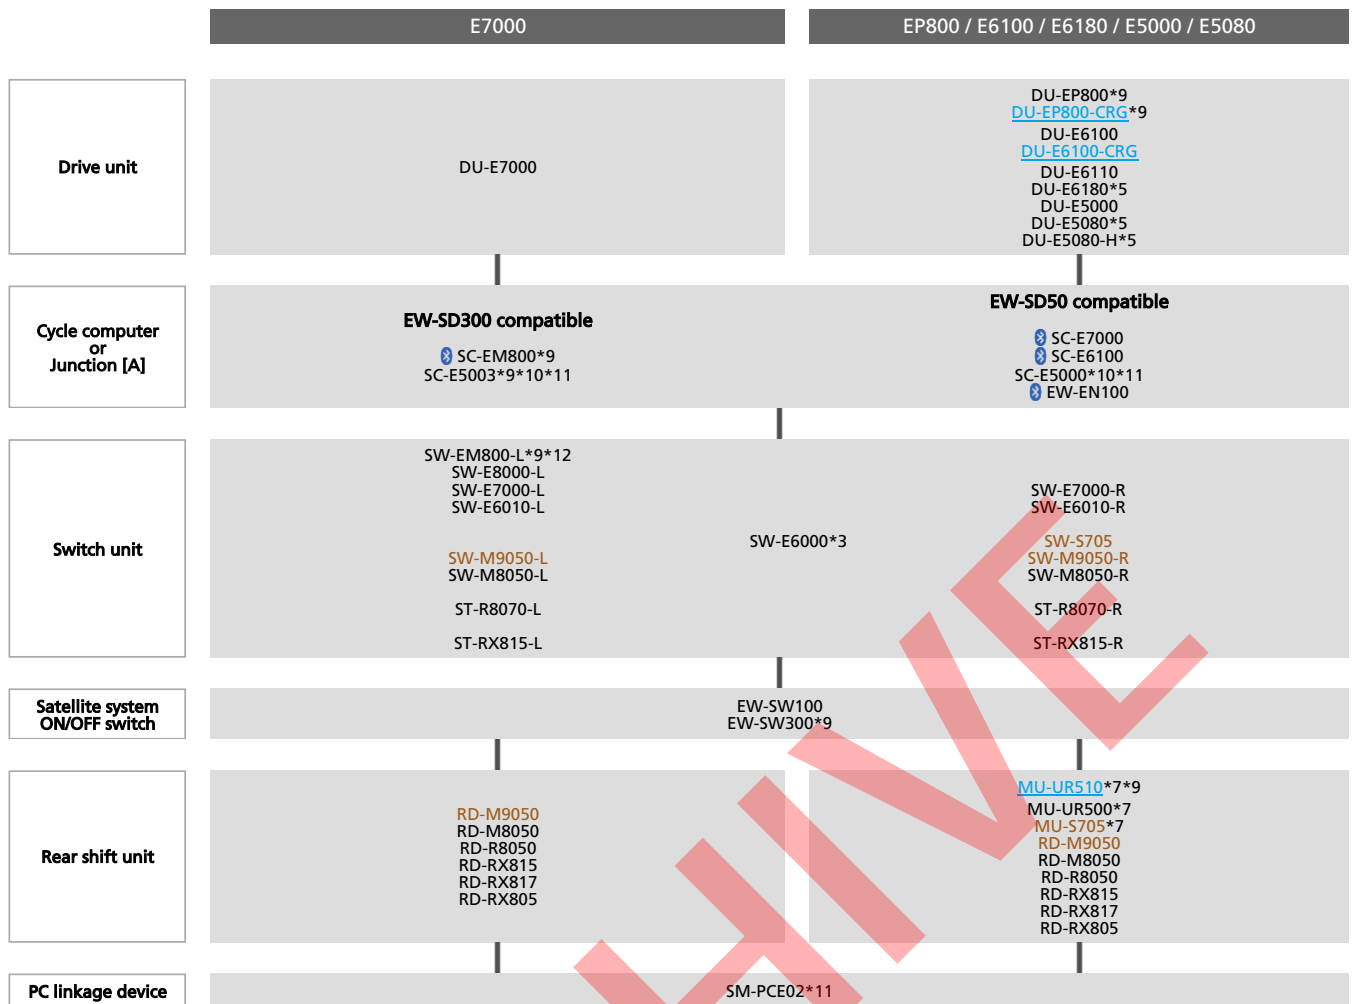 E7000
EP800 / E6100 / E6180 / E5000 / E5080
Drive unit
DU-E7000
DU-EP800*9
DU-EP800-CRG*9
DU-E6100
DU-E6100-CRG
DU-E6110
DU-E6180*5
DU-E5000
DU-E5080*5
DU-E5080-H*5
Cycle computer
or
Junction [A]
EW-SD300 compatible
SC-EM800*9
SC-E5003*9*10*11
EW-SD50 compatible
SC-E7000
SC-E6100
SC-E5000*10*11
EW-EN100
Switch unit
SW-EM800-L*9*12
SW-E8000-L
SW-E7000-L
SW-E6010-L
SW-M9050-L
SW-M8050-L
ST-R8070-L
ST-RX815-L
SW-E6000*3
SW-E7000-R
SW-E6010-R
SW-S705
SW-M9050-R
SW-M8050-R
ST-R8070-R
ST-RX815-R
Satellite system
ON/OFF switch
EW-SW100
EW-SW300*9
Rear shift unit
RD-M9050
RD-M8050
RD-R8050
RD-RX815
RD-RX817
RD-RX805
MU-UR510*7*9
MU-UR500*7
MU-S705*7
RD-M9050
RD-M8050
RD-R8050
RD-RX815
RD-RX817
RD-RX805
PC linkage device
SM-PCE02*11
HIVE